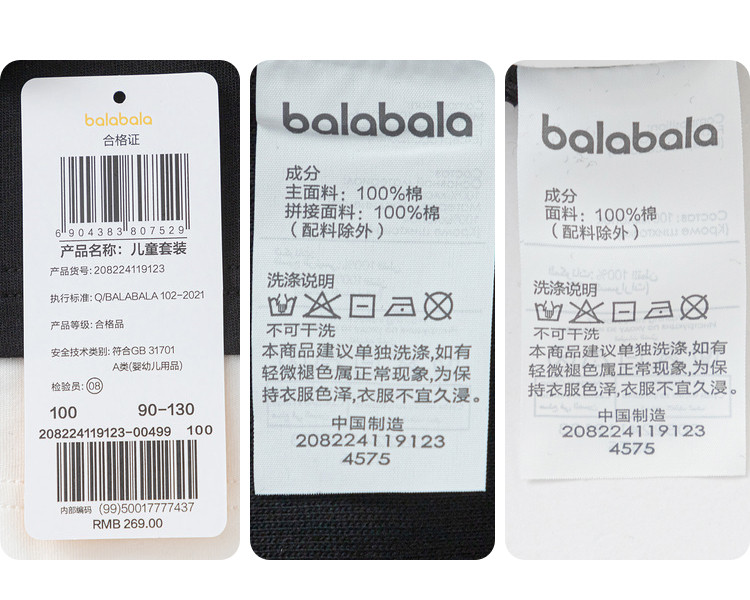 balabala
合格证
6 904383 807529
产品名称：儿童套装
产品货号：208224119123
执行标准：Q/BALABALA 102-2021
产品等级：合格品
安全技术类别：符合GB 31701
A类(婴幼儿用品)
检验员：08
100 90-130
208224119123-00499 100
内部编码 (99)50017777437
RMB 269.00
balabala
成分
主面料：100%棉
拼接面料：100%棉
（配料除外）
洗涤说明
不可干洗
本商品建议单独洗涤,如有
轻微褪色属正常现象,为保
持衣服色泽,衣服不宜久浸。
中国制造
208224119123
4575
balabala
成分
面料：100%棉
（配料除外）
洗涤说明
不可干洗
本商品建议单独洗涤,如有
轻微褪色属正常现象,为保
持衣服色泽,衣服不宜久浸。
中国制造
208224119123
4575